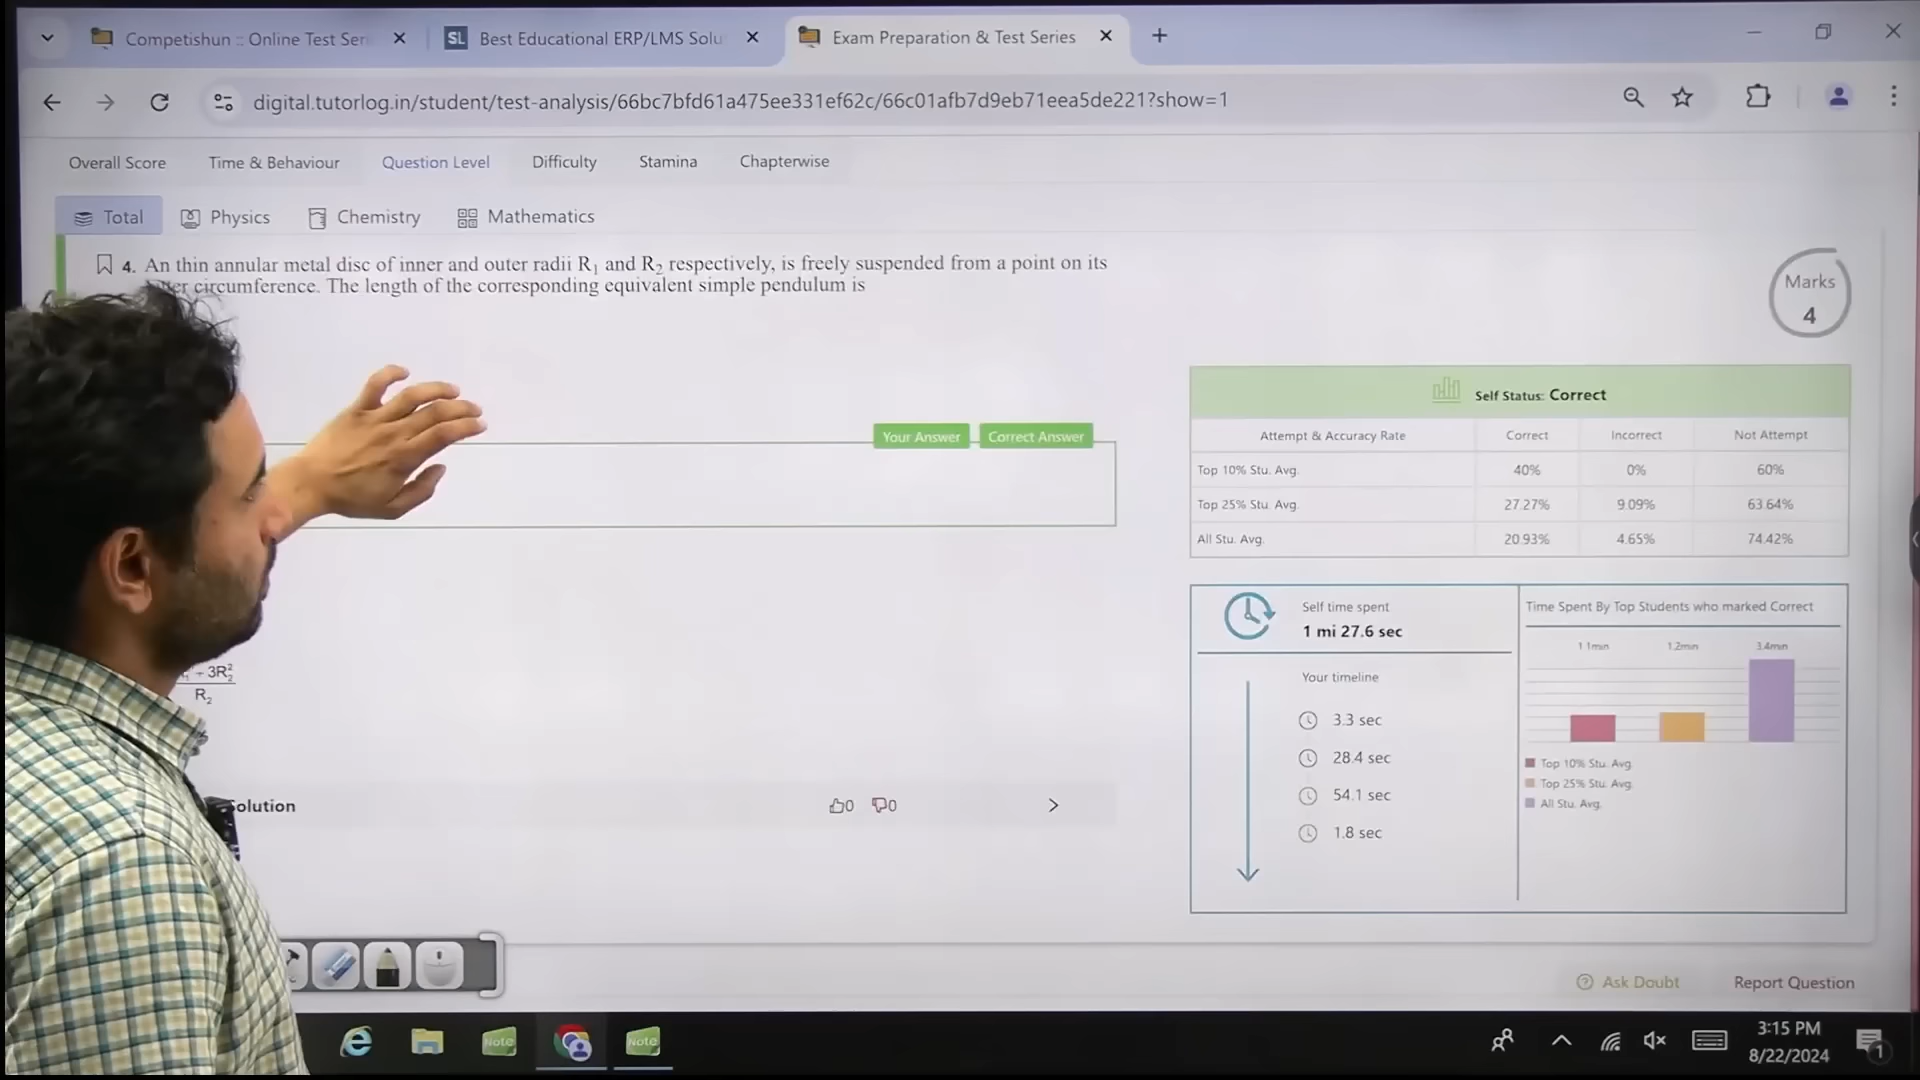 Competishun :: Online Test Seri
SL Best Educational ERP/LMS Solu
Exam Preparation & Test Series
digital.tutorlog.in/student/test-analysis/66bc7bfd61a475ee331ef62c/66c01afb7d9eb71eea5de221?show=1
Overall Score Time & Behaviour Question Level Difficulty Stamina Chapterwise
Total Physics Chemistry Mathematics
4. An thin annular metal disc of inner and outer radii R₁ and R₂ respectively, is freely suspended from a point on its
circumference. The length of the corresponding equivalent simple pendulum is
Marks
4
Your Answer Correct Answer
Self Status: Correct
Attempt & Accuracy Rate Correct Incorrect Not Attempt
Top 10% Stu. Avg. 40% 0% 60%
Top 25% Stu. Avg. 27.27% 9.09% 63.64%
All Stu. Avg. 20.93% 4.65% 74.42%
Self time spent
1 mi 27.6 sec
Your timeline
3.3 sec
28.4 sec
54.1 sec
1.8 sec
Time Spent By Top Students who marked Correct
1.1min 1.2min 3.4min
Top 10% Stu. Avg.
Top 25% Stu. Avg.
All Stu. Avg.
3R₂²
R₂
Solution
0 0
Ask Doubt Report Question
Note Note
3:15 PM
8/22/2024
1